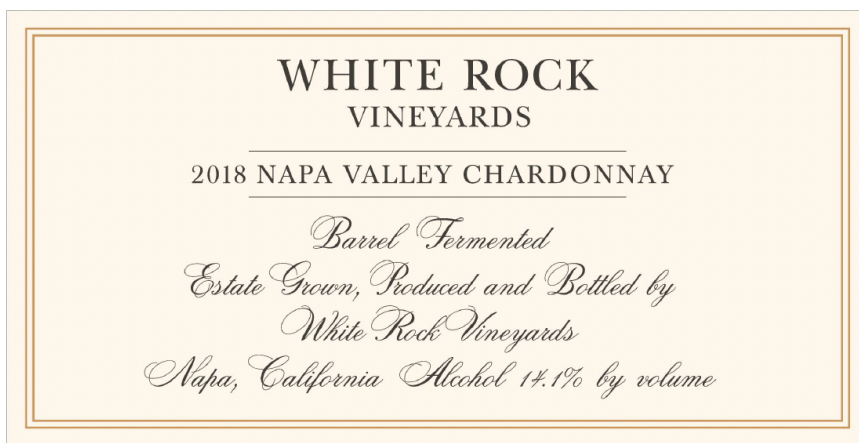 WHITE ROCK
VINEYARDS
2018 NAPA VALLEY CHARDONNAY
Barrel Fermented
Estate Grown, Produced and Bottled by
White Rock Vineyards
Napa, California Alcohol 14.1% by volume